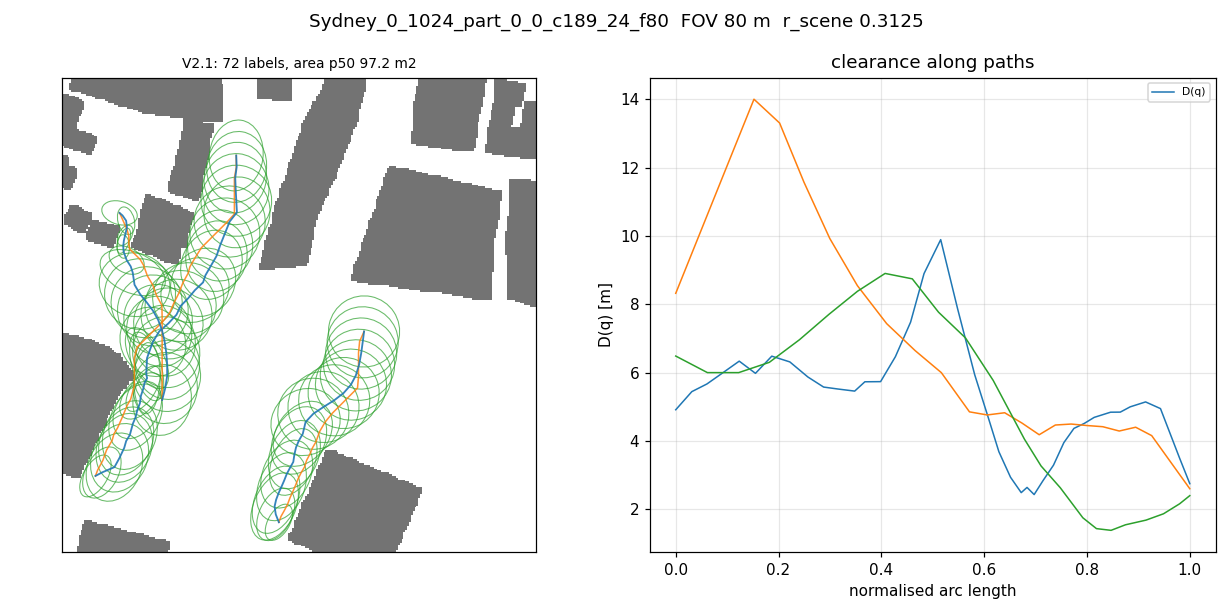 Sydney_0_1024_part_0_0_c189_24_f80  FOV 80 m  r_scene 0.3125
V2.1: 72 labels, area p50 97.2 m2
clearance along paths
D(q)
14
12
10
8
6
4
2
D(q) [m]
0.0
0.2
0.4
0.6
0.8
1.0
normalised arc length